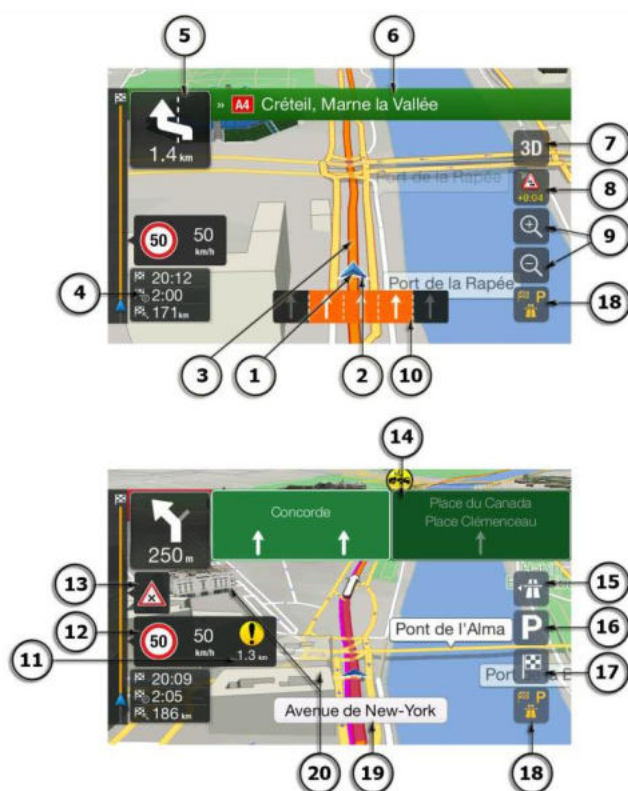 5
6
» A4 Créteil, Marne la Vallée
1.4 km
3D
7
Port de la Rapée
+0:04
8
50
50
km/h
9
4
20:12
2:00
171 km
Port de la Rapée
P
18
3
1
2
10
14
Concorde
Place du Canada
Place Clémenceau
250 m
13
15
12
50
50
km/h
P
16
11
1.3 km
Pont de l'Alma
17
20:09
2:05
186 km
Avenue de New-York
P
20
19
18